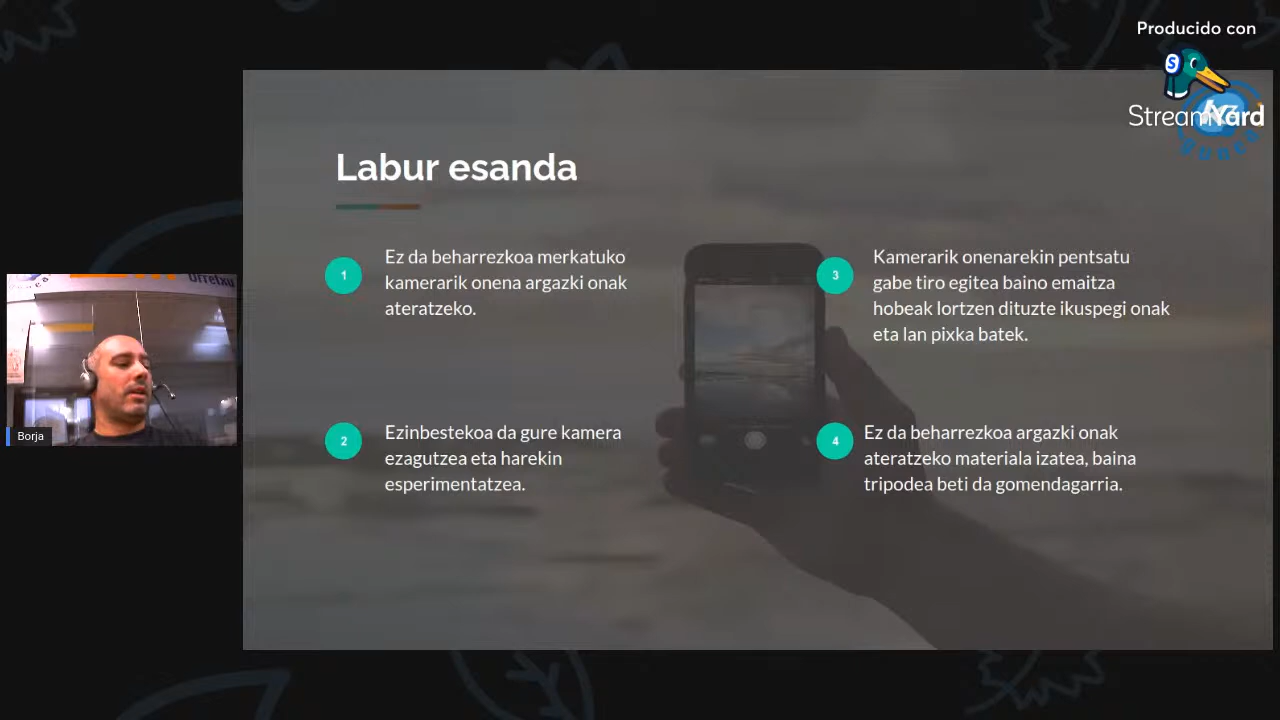 Producido con
StreamYard
gunea
Labur esanda
1
Ez da beharrezkoa merkatuko
kamerarik onena argazki onak
ateratzeko.
2
Ezinbestekoa da gure kamera
ezagutzea eta harekin
esperimentatzea.
3
Kamerarik onenarekin pentsatu
gabe tiro egitea baino emaitza
hobeak lortzen dituzte ikuspegi onak
eta lan pixka batek.
4
Ez da beharrezkoa argazki onak
ateratzeko materiala izatea, baina
tripodea beti da gomendagarria.
Urretxu
Borja